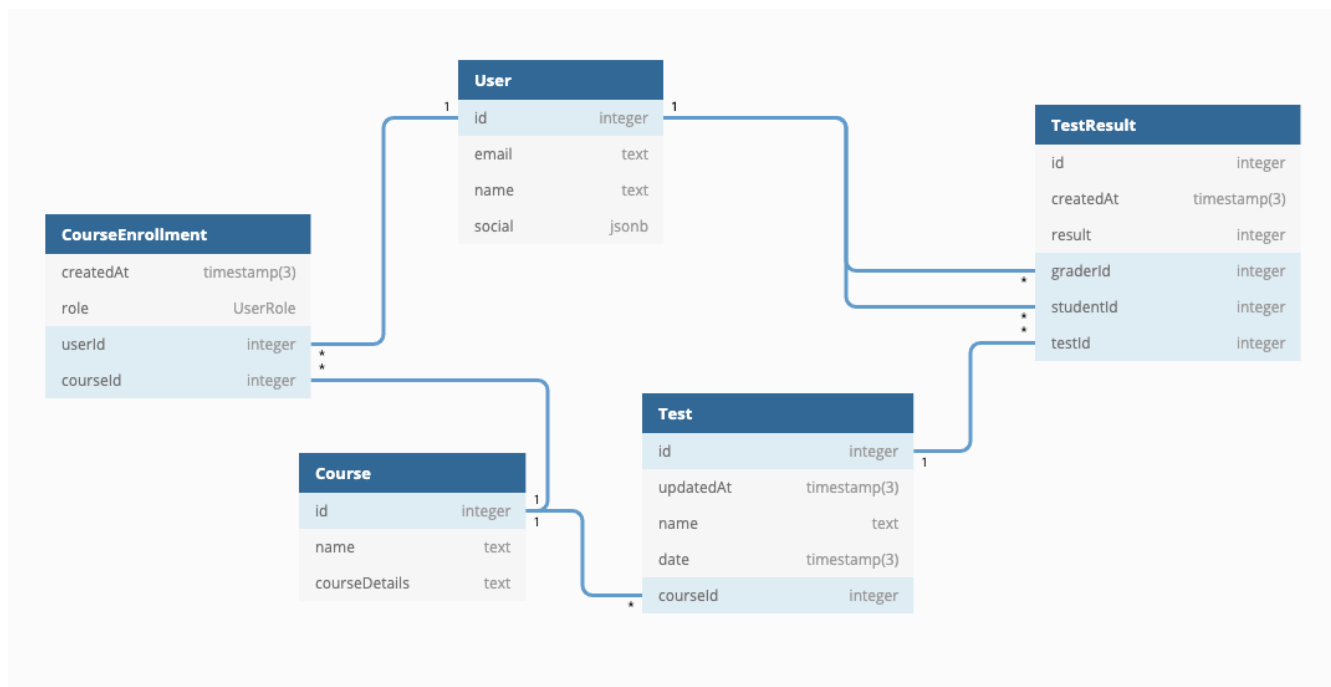 User
1
id integer
1
email text
name text
social jsonb
TestResult
id integer
createdAt timestamp(3)
result integer
graderId integer
*
studentId integer
*
*
testId integer
CourseEnrollment
createdAt timestamp(3)
role UserRole
userId integer
*
*
courseId integer
Test
id integer
1
updatedAt timestamp(3)
name text
date timestamp(3)
courseId integer
*
Course
1
id integer
1
name text
courseDetails text